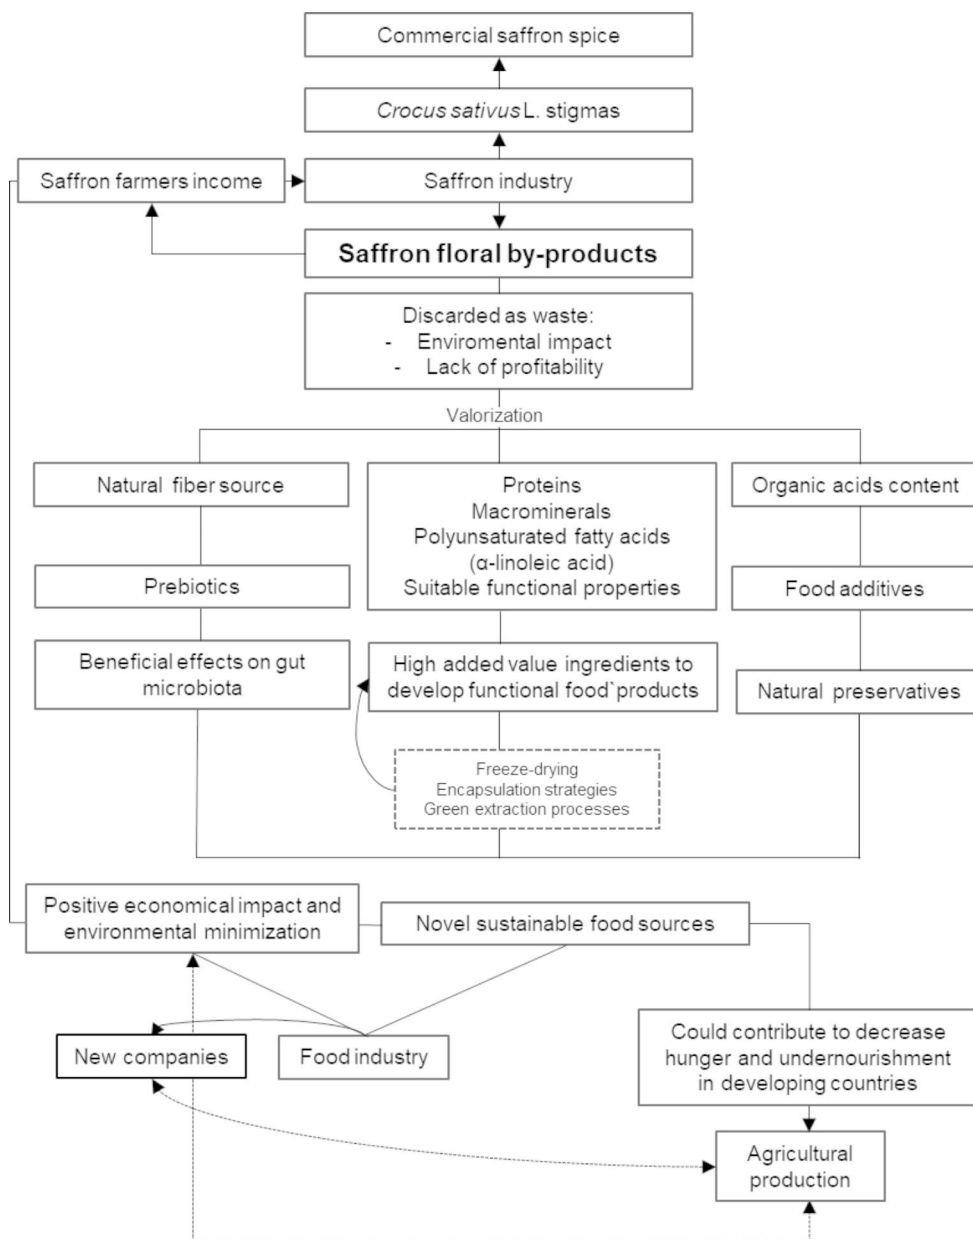 Commercial saffron spice
Crocus sativus L. stigmas
Saffron farmers income
Saffron industry
Saffron floral by-products
Discarded as waste:
- Enviromental impact
- Lack of profitability
Valorization
Natural fiber source
Proteins
Macrominerals
Polyunsaturated fatty acids
(α-linoleic acid)
Suitable functional properties
Organic acids content
Prebiotics
Food additives
Beneficial effects on gut
microbiota
High added value ingredients to
develop functional food`products
Natural preservatives
Freeze-drying
Encapsulation strategies
Green extraction processes
Positive economical impact and
environmental minimization
Novel sustainable food sources
New companies
Food industry
Could contribute to decrease
hunger and undernourishment
in developing countries
Agricultural
production